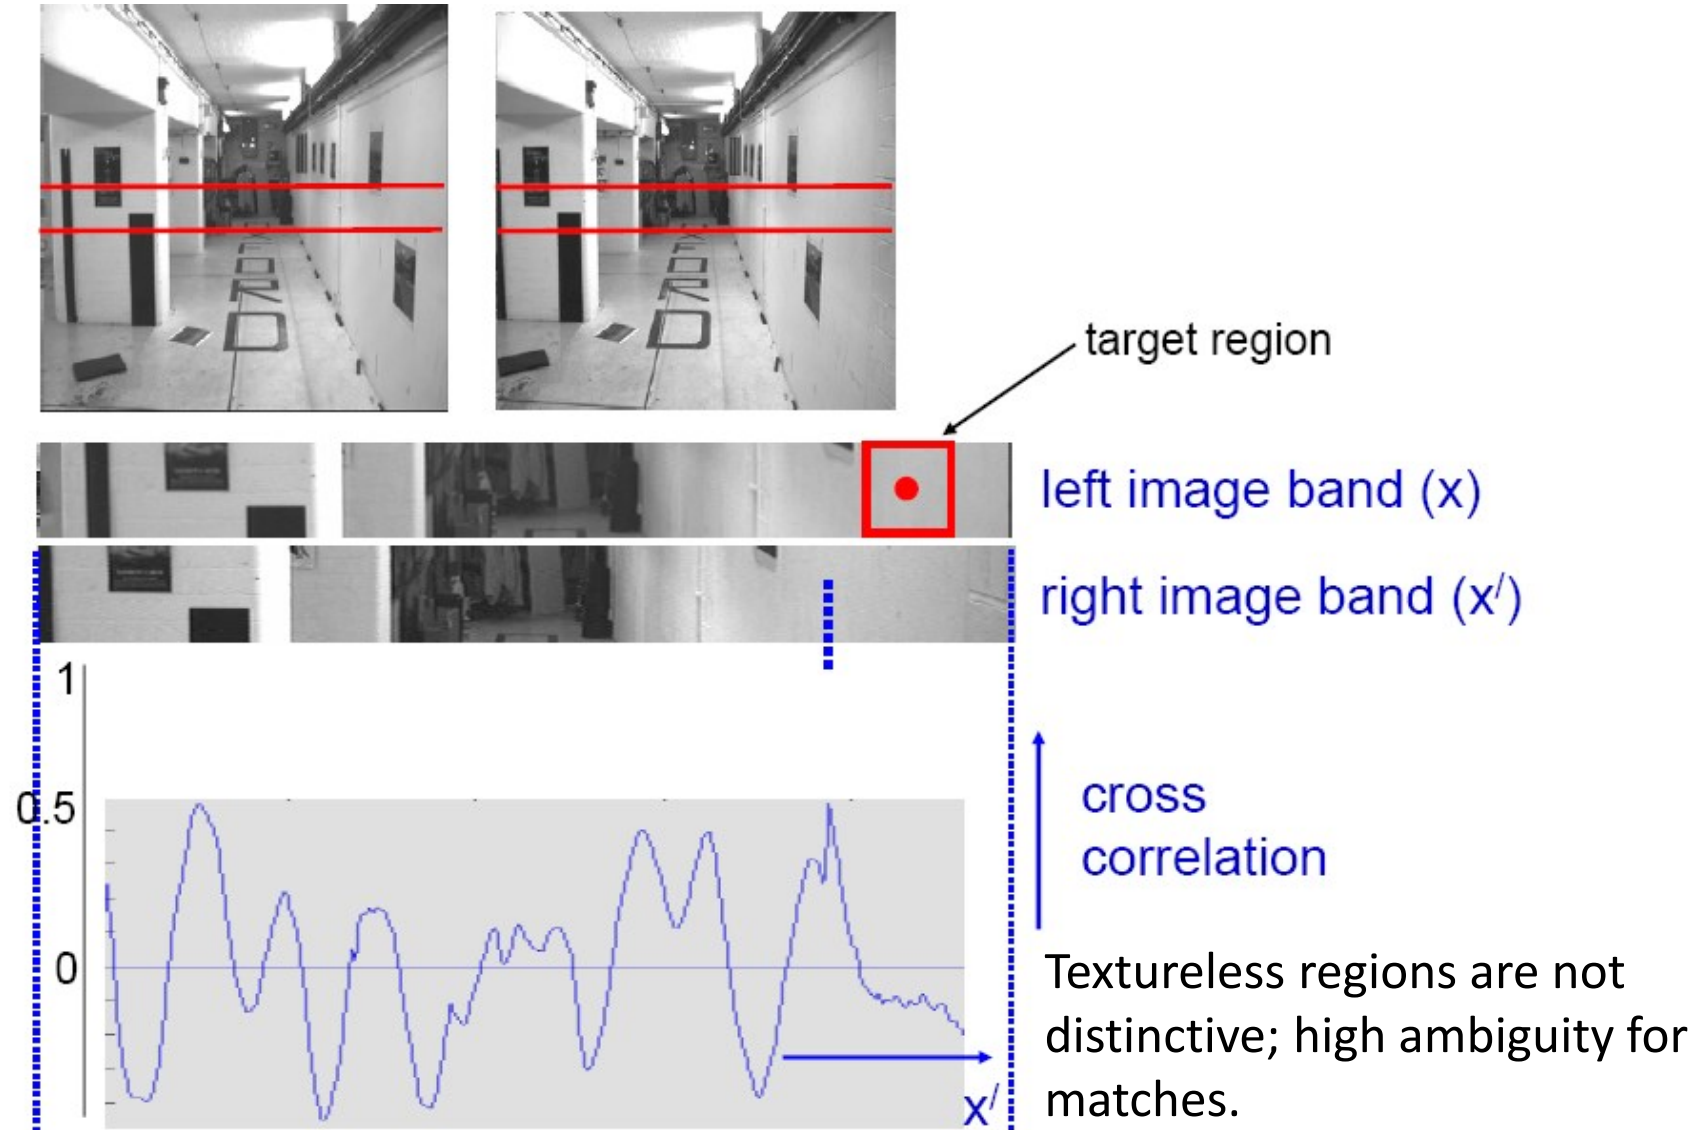 target region
left image band (x)
right image band (x/)
1
0.5
0
cross
correlation
x/
Textureless regions are not
distinctive; high ambiguity for
matches.